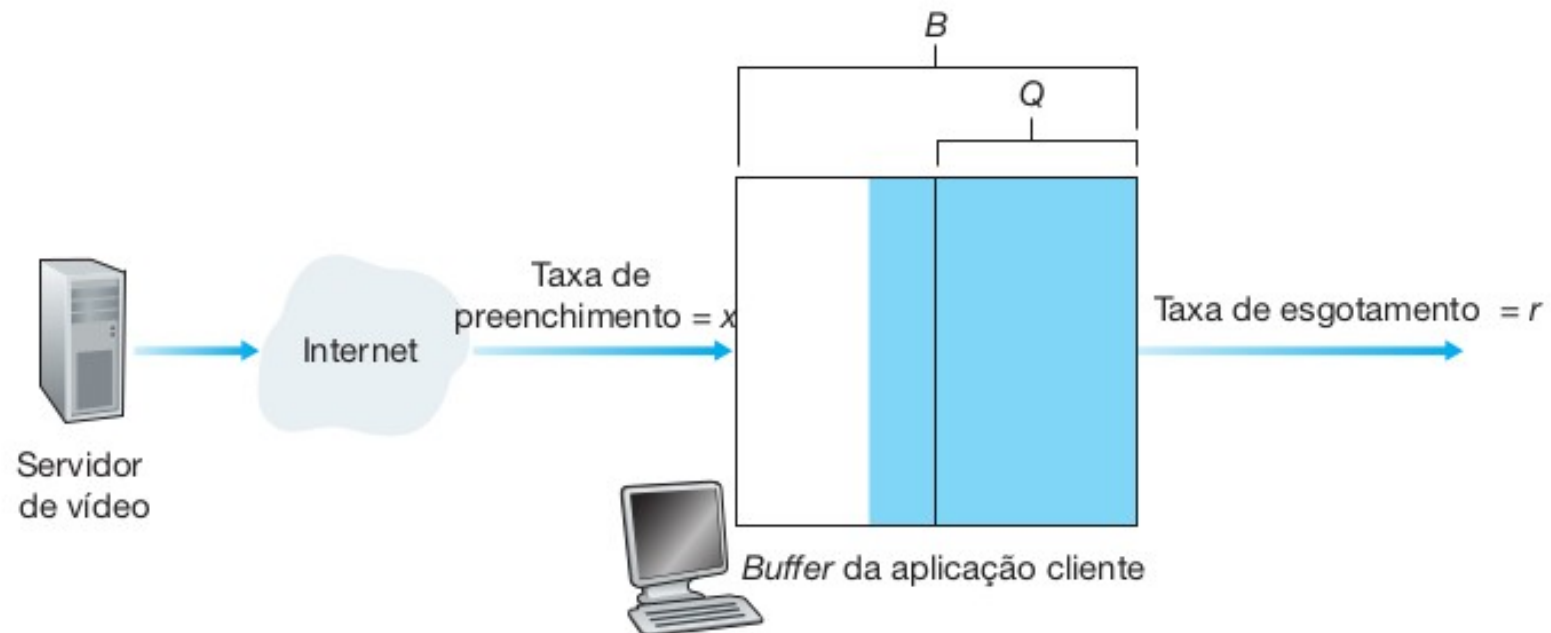 B
Q
Taxa de
preenchimento = x
Taxa de esgotamento = r
Internet
Servidor
de vídeo
Buffer da aplicação cliente